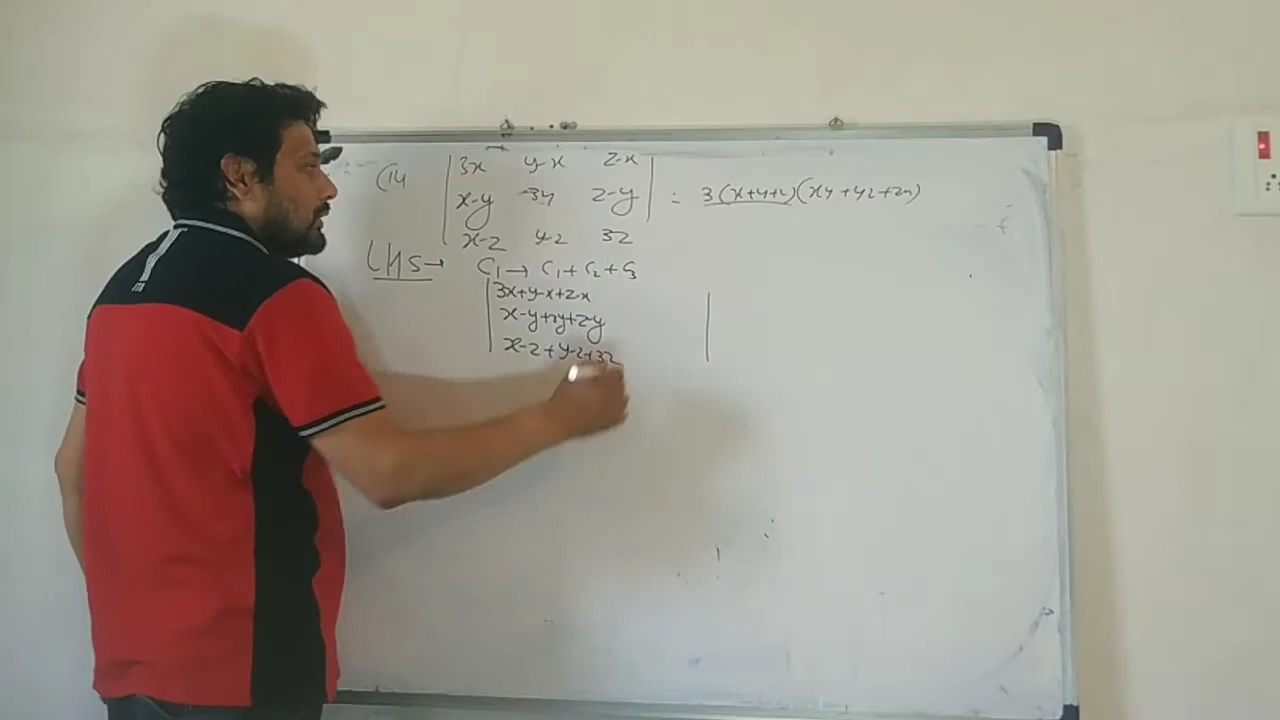 (14 | 3x y-x z-x |
| x-y 3y z-y | = 3(x+y+z)(xy+yz+zx)
| x-z y-z 3z |
LHS→ C₁→ C₁+C₂+C₃
| 3x+y-x+z-x |
| x-y+3y+z-y |
| x-z+y-z+3z |